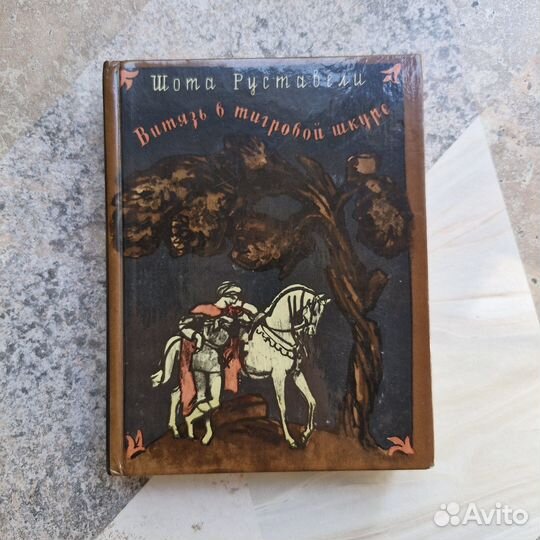 Шота Руставели
Витязь в тигровой шкуре
Avito